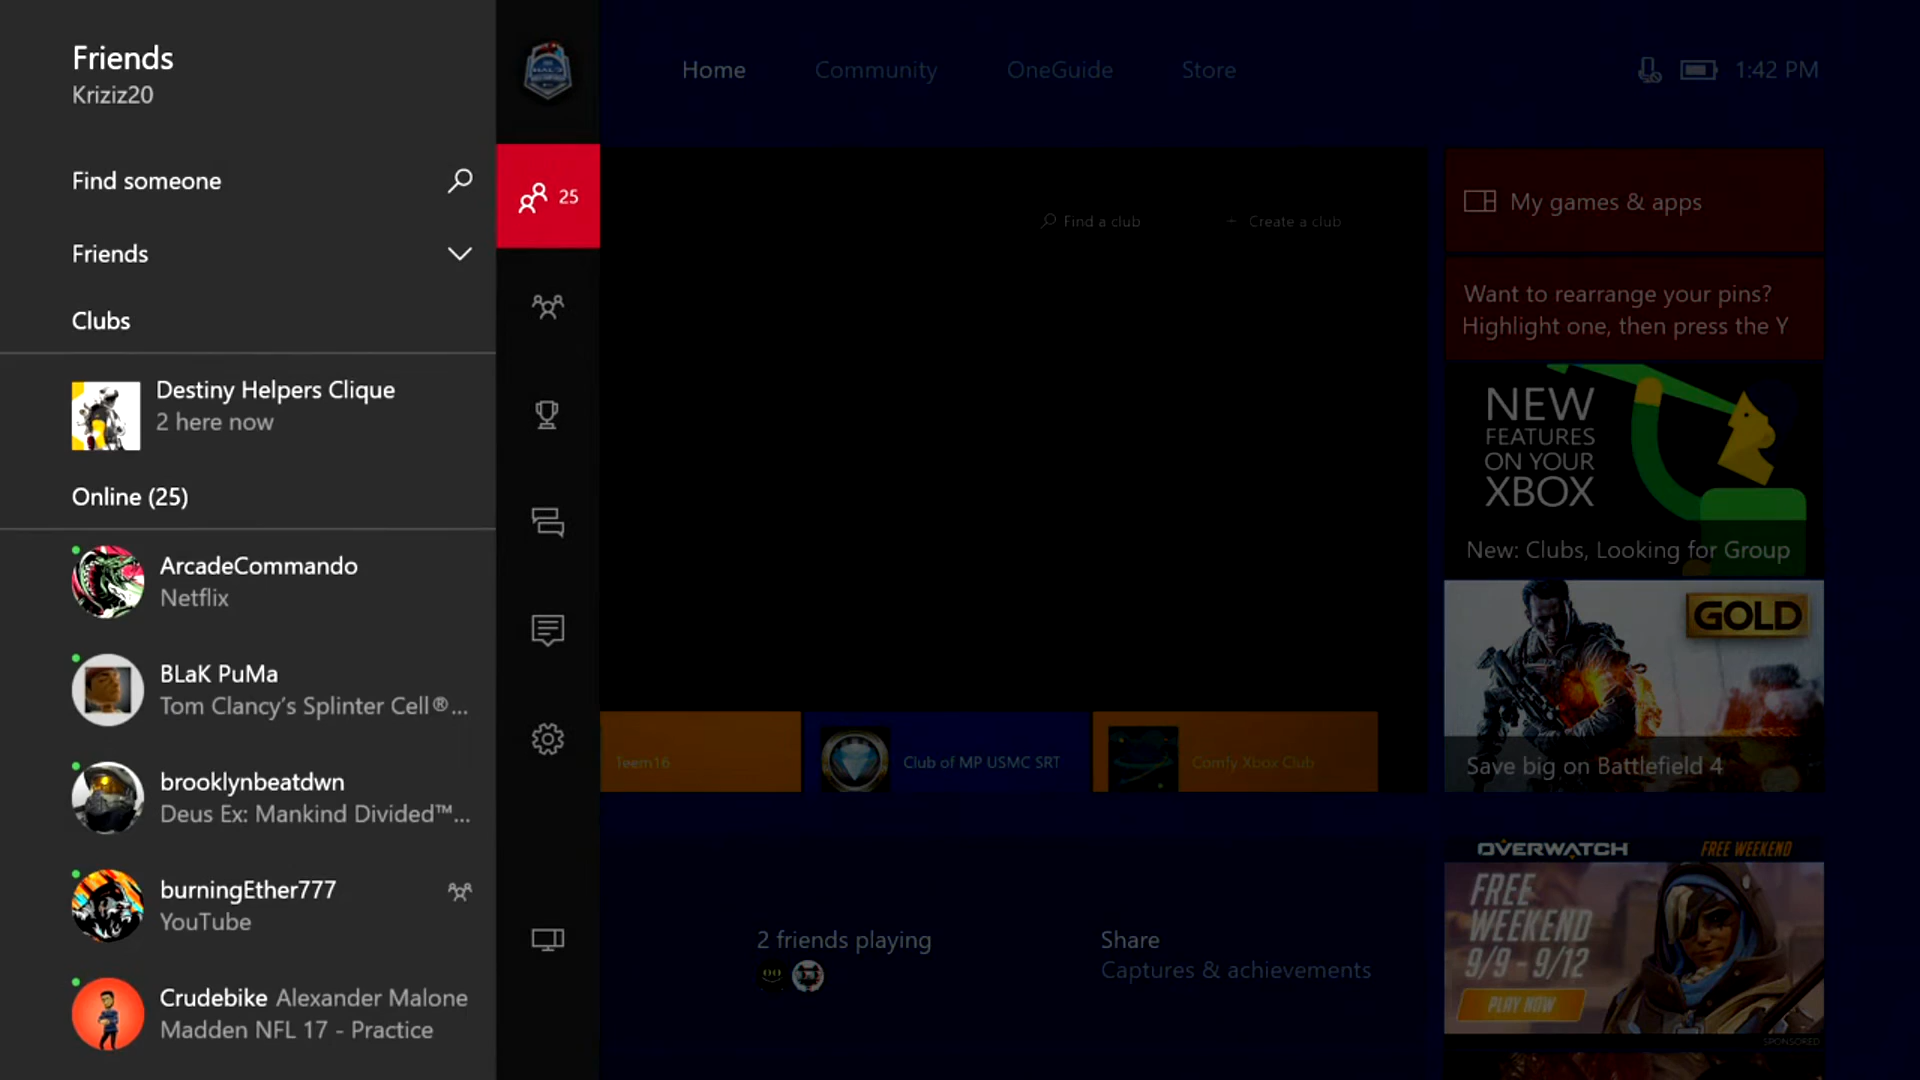 Friends
Kriziz20
Find someone
Friends
Clubs
Destiny Helpers Clique
2 here now
Online (25)
ArcadeCommando
Netflix
BLaK PuMa
Tom Clancy’s Splinter Cell®...
brooklynbeatdwn
Deus Ex: Mankind Divided™...
burningEther777
YouTube
Crudebike Alexander Malone
Madden NFL 17 - Practice
25
Home Community OneGuide Store
1:42 PM
Find a club + Create a club
Teem16
Club of MP USMC SRT
Comfy Xbox Club
2 friends playing
Share
Captures & achievements
My games & apps
Want to rearrange your pins?
Highlight one, then press the Y
NEW
FEATURES
ON YOUR
XBOX
New: Clubs, Looking for Group
GOLD
Save big on Battlefield 4
OVERWATCH FREE WEEKEND
FREE
WEEKEND
9/9 - 9/12
PLAY NOW
SPONSORED